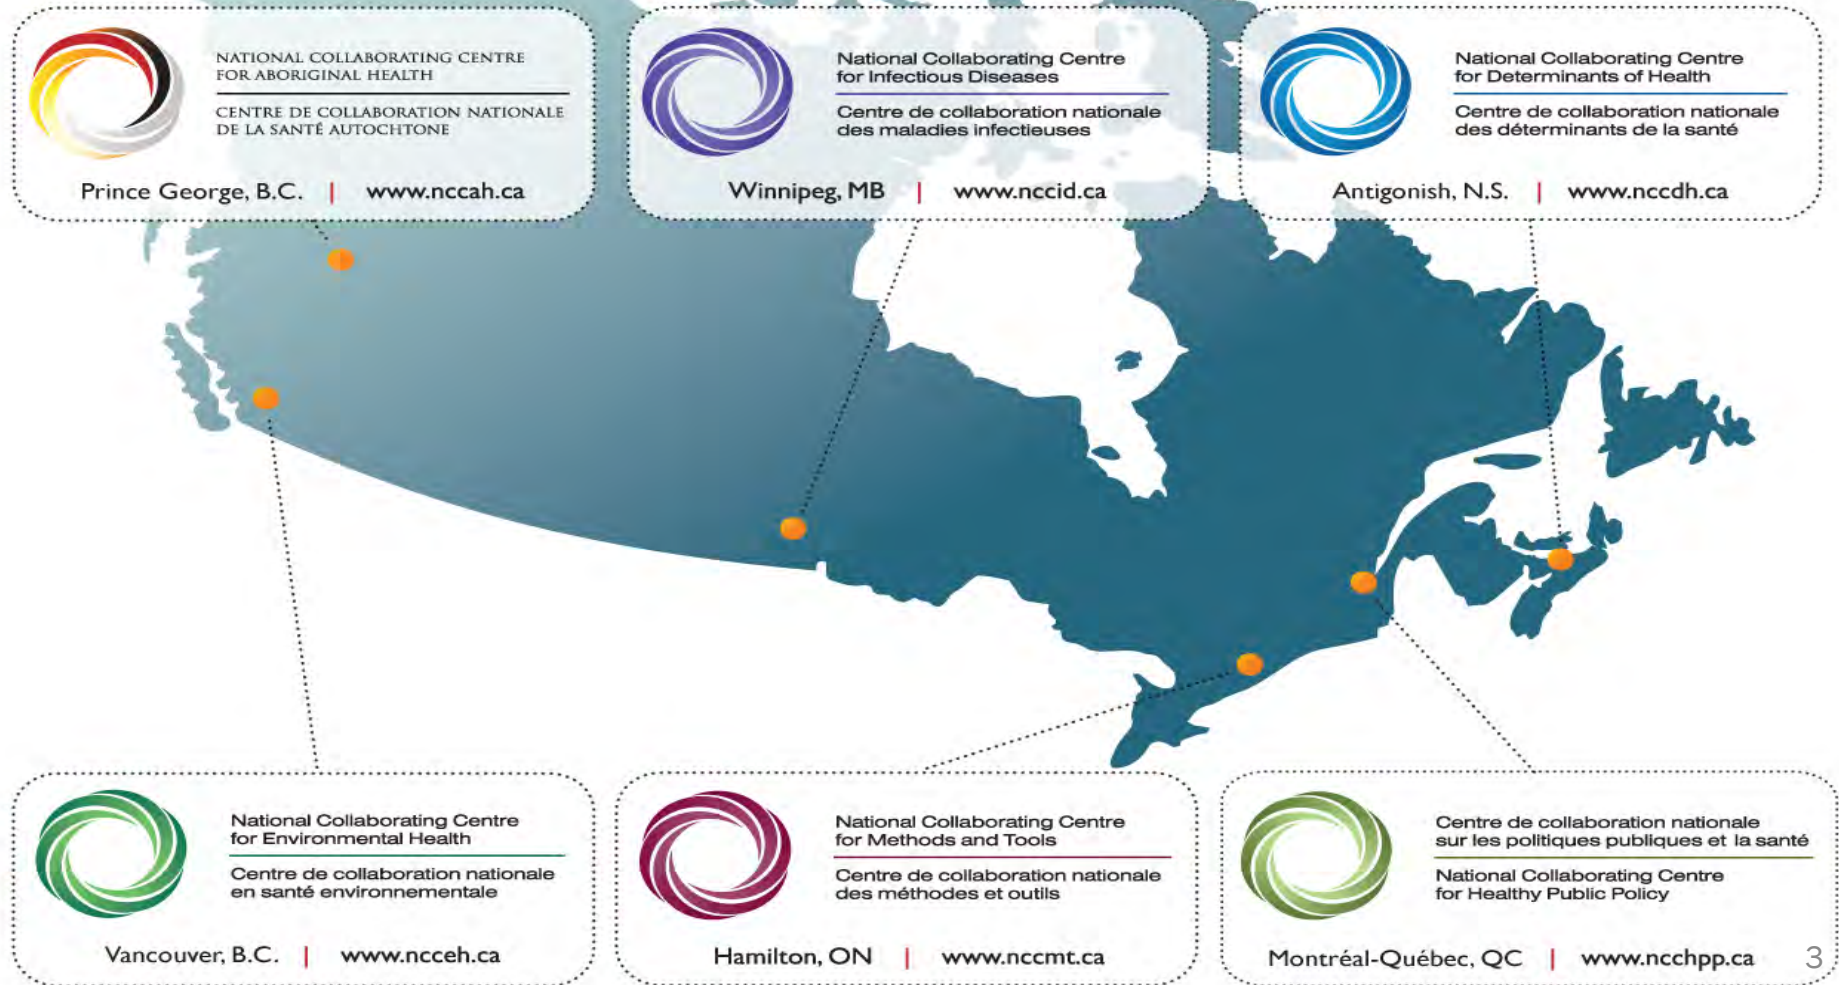 NATIONAL COLLABORATING CENTRE
FOR ABORIGINAL HEALTH
CENTRE DE COLLABORATION NATIONALE
DE LA SANTÉ AUTOCHTONE
Prince George, B.C. | www.nccah.ca
National Collaborating Centre
for Infectious Diseases
Centre de collaboration nationale
des maladies infectieuses
Winnipeg, MB | www.nccid.ca
National Collaborating Centre
for Determinants of Health
Centre de collaboration nationale
des déterminants de la santé
Antigonish, N.S. | www.nccdh.ca
National Collaborating Centre
for Environmental Health
Centre de collaboration nationale
en santé environnementale
Vancouver, B.C. | www.ncceh.ca
National Collaborating Centre
for Methods and Tools
Centre de collaboration nationale
des méthodes et outils
Hamilton, ON | www.nccmt.ca
Centre de collaboration nationale
sur les politiques publiques et la santé
National Collaborating Centre
for Healthy Public Policy
Montréal-Québec, QC | www.ncchpp.ca
3